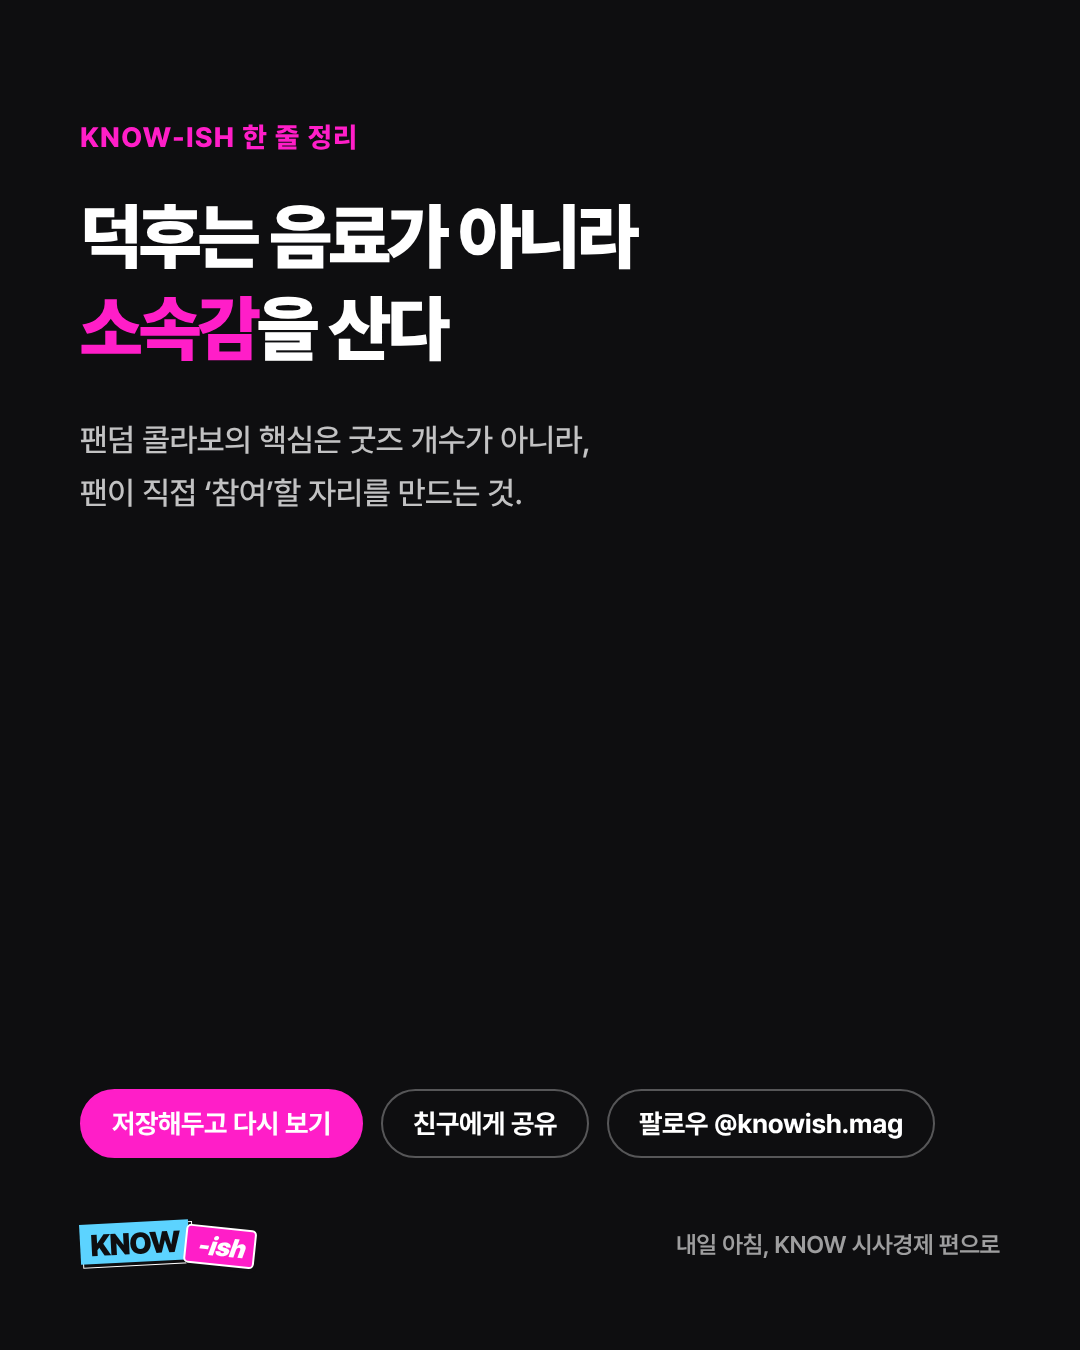 KNOW-ISH 한 줄 정리
덕후는 음료가 아니라
소속감을 산다
팬덤 콜라보의 핵심은 굿즈 개수가 아니라,
팬이 직접 ‘참여’할 자리를 만드는 것.
저장해두고 다시 보기
친구에게 공유
팔로우 @knowish.mag
KNOW -ish
내일 아침, KNOW 시사경제 편으로